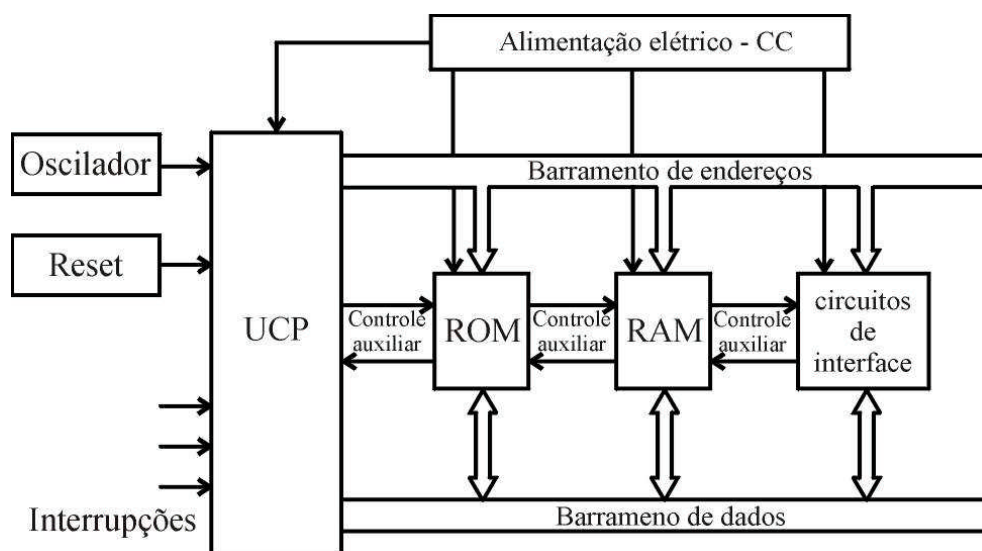 Alimentação elétrico - CC
Oscilador
Barramento de endereços
Reset
UCP
Controle
auxiliar
ROM
Controle
auxiliar
RAM
Controle
auxiliar
circuitos
de
interface
Interrupções
Barrameno de dados